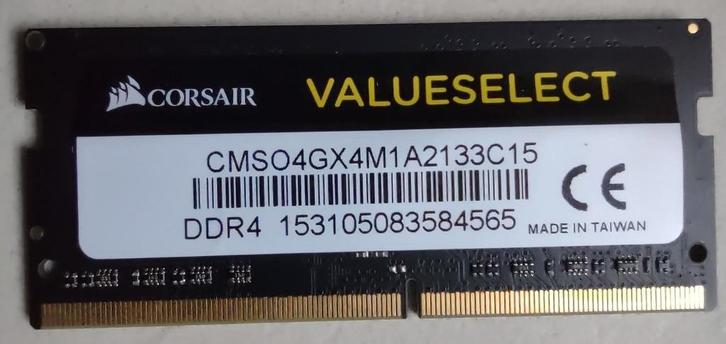 CORSAIR VALUESELECT
CMSO4GX4M1A2133C15
DDR4 153105083584565
CE
MADE IN TAIWAN